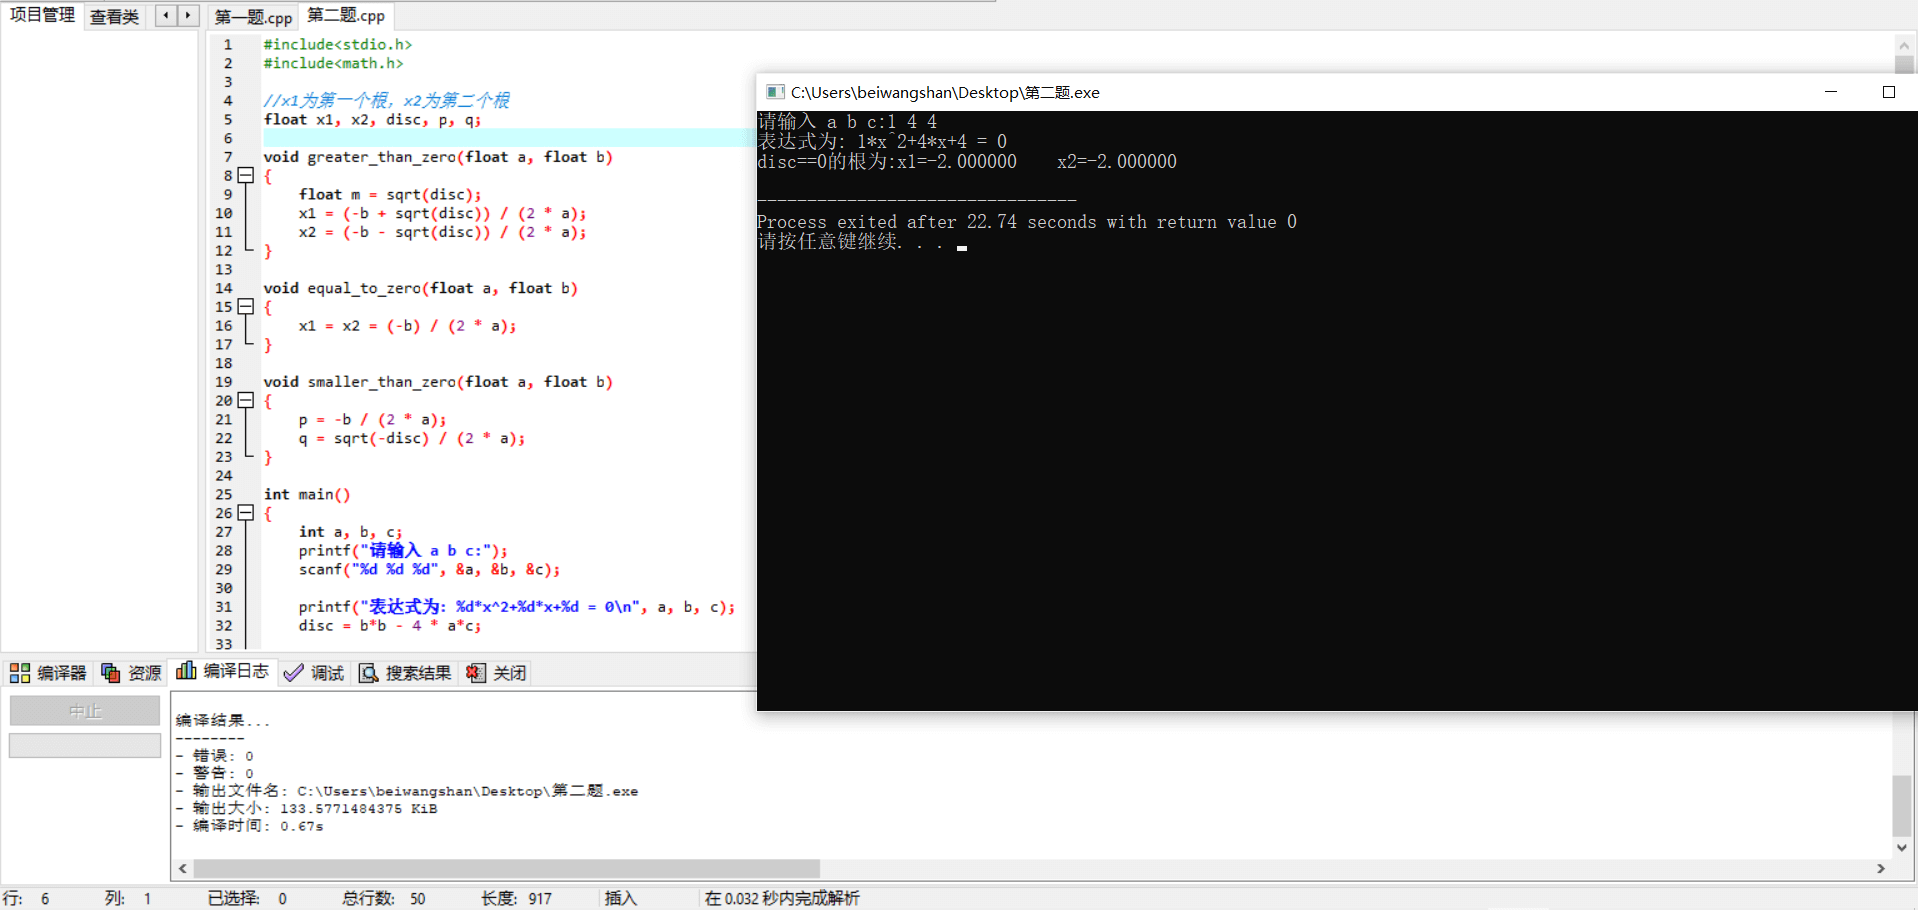 项目管理 查看类 第一题.cpp 第二题.cpp
1 #include<stdio.h>
2 #include<math.h>
3
4 //x1为第一个根，x2为第二个根
5 float x1, x2, disc, p, q;
6
7 void greater_than_zero(float a, float b)
8 {
9 float m = sqrt(disc);
10 x1 = (-b + sqrt(disc)) / (2 * a);
11 x2 = (-b - sqrt(disc)) / (2 * a);
12 }
13
14 void equal_to_zero(float a, float b)
15 {
16 x1 = x2 = (-b) / (2 * a);
17 }
18
19 void smaller_than_zero(float a, float b)
20 {
21 p = -b / (2 * a);
22 q = sqrt(-disc) / (2 * a);
23 }
24
25 int main()
26 {
27 int a, b, c;
28 printf("请输入 a b c:");
29 scanf("%d %d %d", &a, &b, &c);
30
31 printf("表达式为: %d*x^2+%d*x+%d = 0\n", a, b, c);
32 disc = b*b - 4 * a*c;
33
C:\Users\beiwangshan\Desktop\第二题.exe
请输入 a b c:1 4 4
表达式为: 1*x^2+4*x+4 = 0
disc==0的根为:x1=-2.000000 x2=-2.000000
--------------------------------
Process exited after 22.74 seconds with return value 0
请按任意键继续. . .
编译器 资源 编译日志 调试 搜索结果 关闭
中止
编译结果...
--------
- 错误: 0
- 警告: 0
- 输出文件名: C:\Users\beiwangshan\Desktop\第二题.exe
- 输出大小: 133.5771484375 KiB
- 编译时间: 0.67s
行: 6 列: 1 已选择: 0 总行数: 50 长度: 917 插入 在 0.032 秒内完成解析